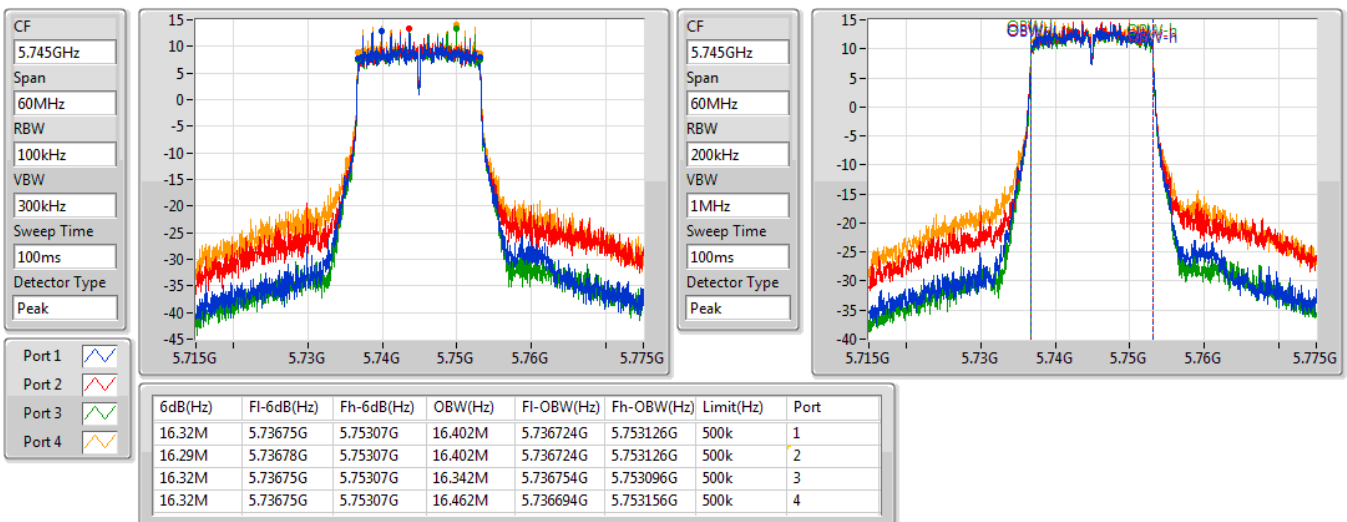 CF
5.745GHz
Span
60MHz
RBW
100kHz
VBW
300kHz
Sweep Time
100ms
Detector Type
Peak
15-
10-
5-
0-
-5-
-10-
-15-
-20-
-25-
-30-
-35-
-40-
-45-
5.715G 5.73G 5.74G 5.75G 5.76G 5.775G
CF
5.745GHz
Span
60MHz
RBW
200kHz
VBW
1MHz
Sweep Time
100ms
Detector Type
Peak
15-
10-
5-
0-
-5-
-10-
-15-
-20-
-25-
-30-
-35-
-40-
5.715G 5.73G 5.74G 5.75G 5.76G 5.775G
OBW-h
Port 1
Port 2
Port 3
Port 4
6dB(Hz) Fl-6dB(Hz) Fh-6dB(Hz) OBW(Hz) Fl-OBW(Hz) Fh-OBW(Hz) Limit(Hz) Port
16.32M 5.73675G 5.75307G 16.402M 5.736724G 5.753126G 500k 1
16.29M 5.73678G 5.75307G 16.402M 5.736724G 5.753126G 500k 2
16.32M 5.73675G 5.75307G 16.342M 5.736754G 5.753096G 500k 3
16.32M 5.73675G 5.75307G 16.462M 5.736694G 5.753156G 500k 4